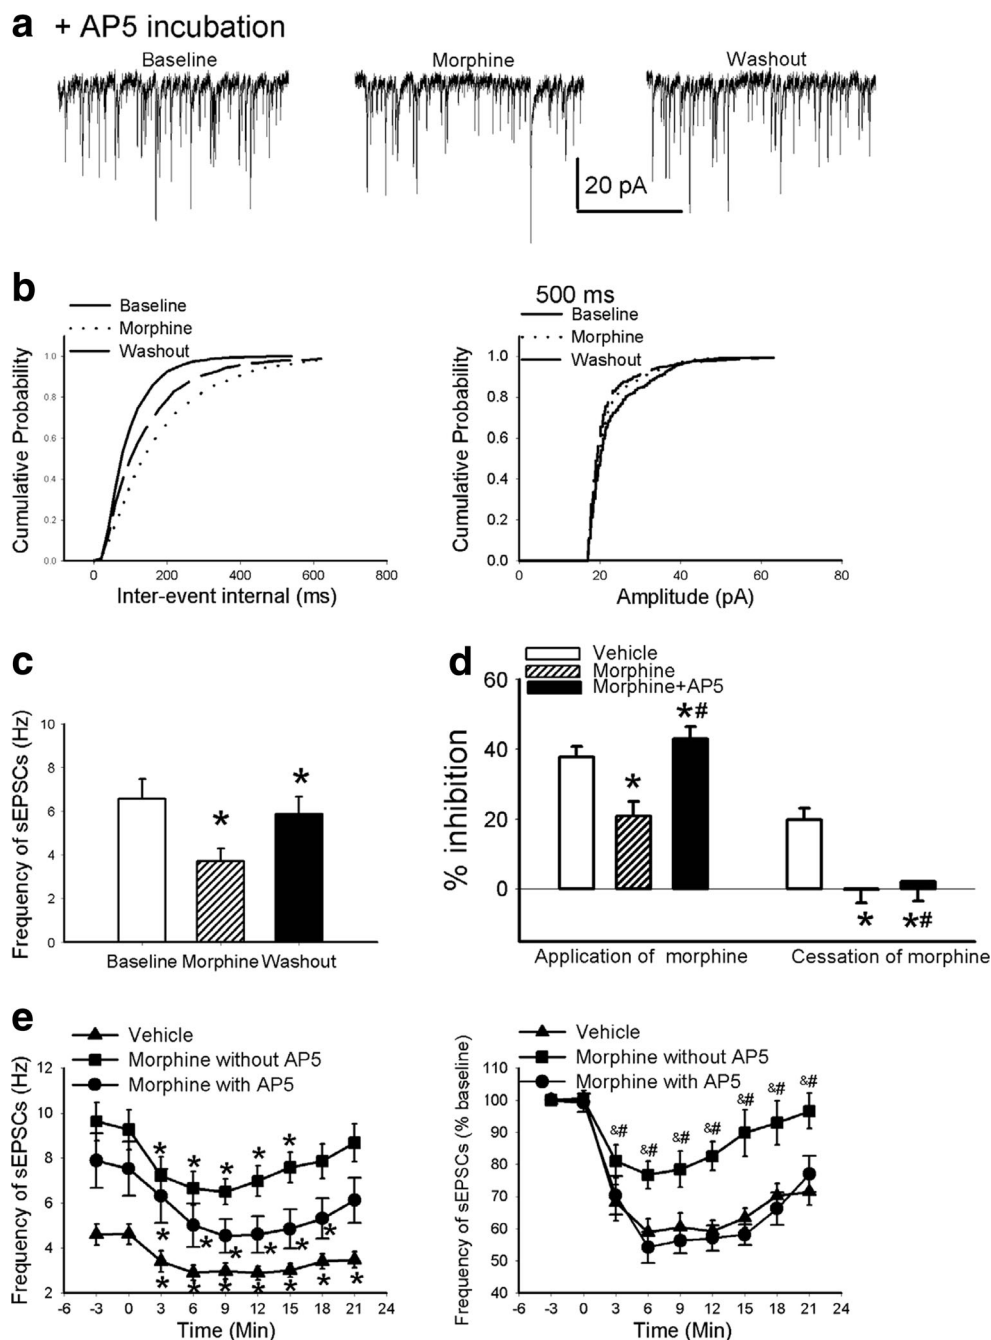 a + AP5 incubation
Baseline Morphine Washout
20 pA
500 ms
b
Baseline
Morphine
Washout
Cumulative Probability
1.0
0.8
0.6
0.4
0.2
0.0
0 200 400 600 800
Inter-event internal (ms)
Baseline
Morphine
Washout
Cumulative Probability
1.0
0.8
0.6
0.4
0.2
0.0
0 20 40 60 80
Amplitude (pA)
c
Frequency of sEPSCs (Hz)
10
8
6
4
2
0
* *
Baseline Morphine Washout
d
Vehicle
Morphine
Morphine+AP5
% inhibition
60
40
20
0
* *#
* *#
Application of morphine Cessation of morphine
e
Vehicle
Morphine without AP5
Morphine with AP5
Frequency of sEPSCs (Hz)
12
10
8
6
4
2
* * * * *
* * * * * *
* * * * * * *
-6 -3 0 3 6 9 12 15 18 21 24
Time (Min)
Vehicle
Morphine without AP5
Morphine with AP5
Frequency of sEPSCs (% baseline)
110
100
90
80
70
60
50
40
&# &# &# &# &# &# &#
-6 -3 0 3 6 9 12 15 18 21 24
Time (Min)